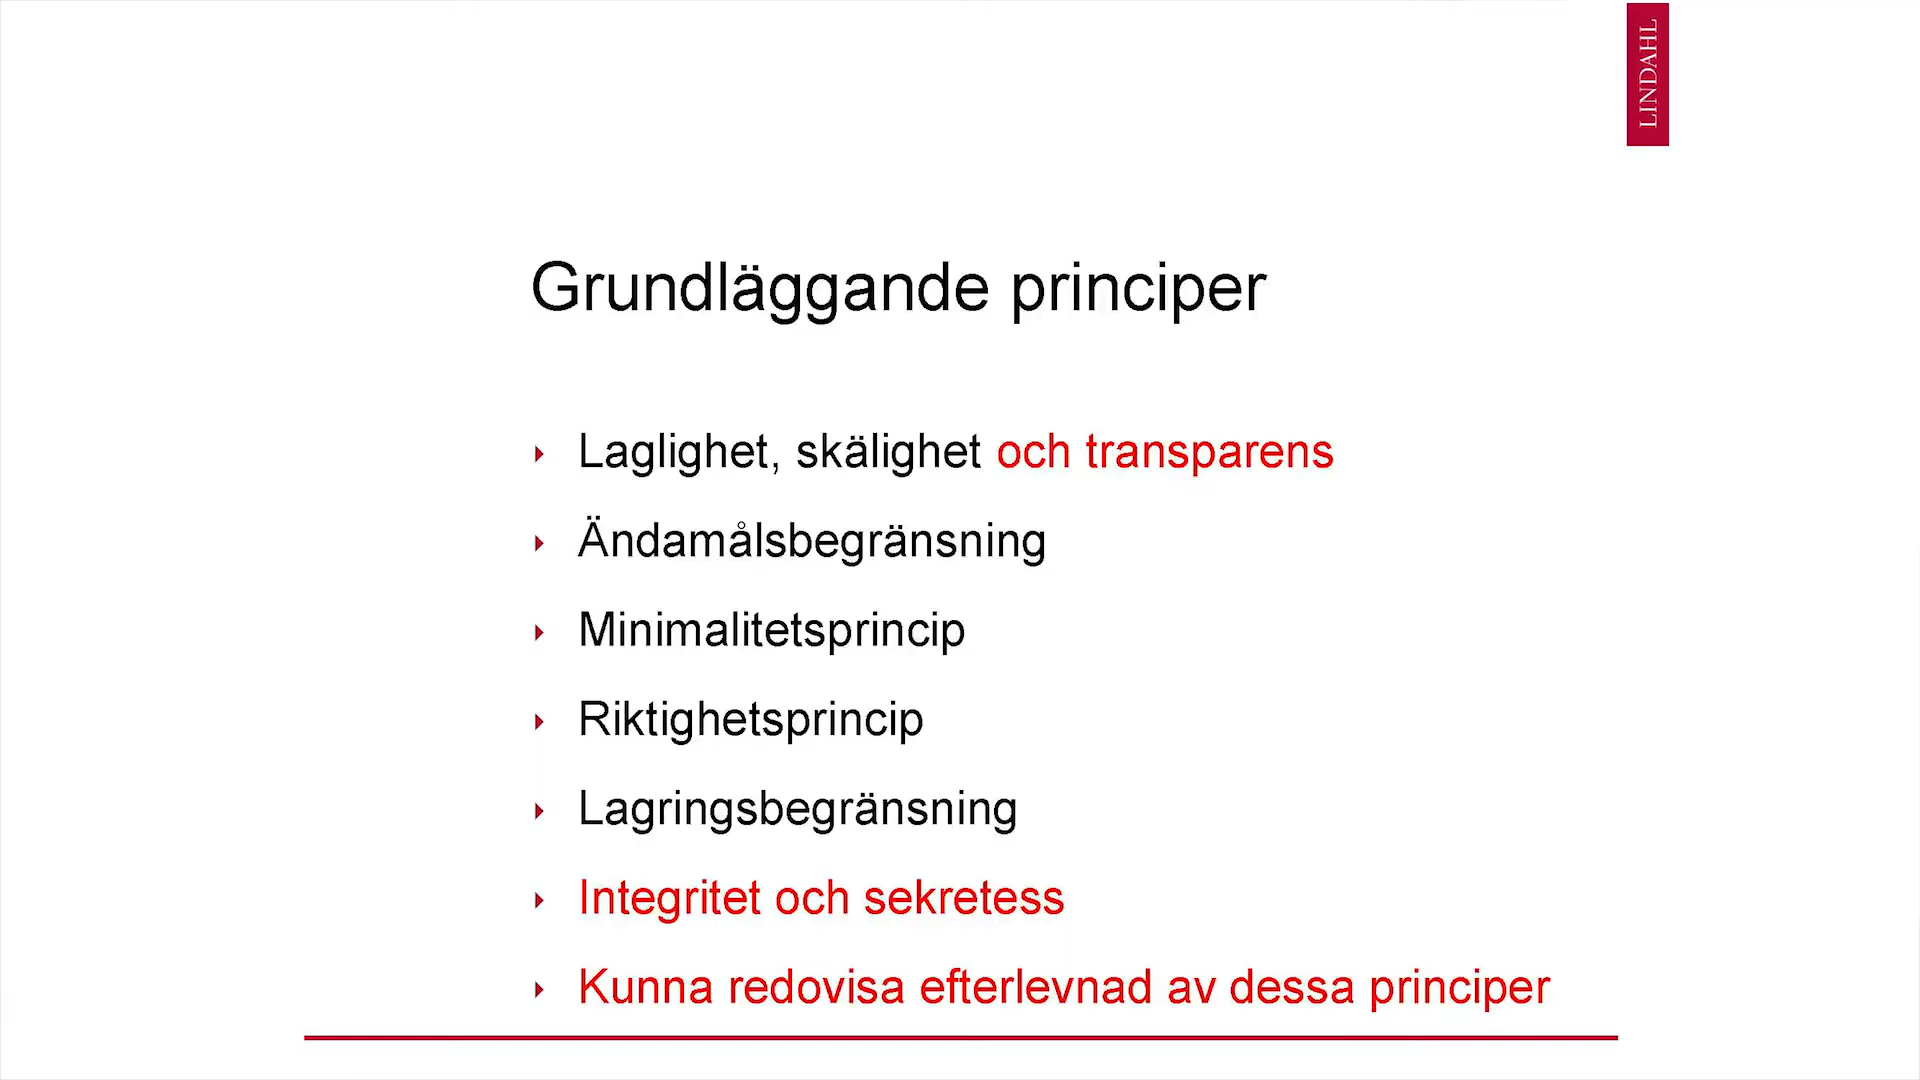 LINDAHL
Grundläggande principer
Laglighet, skälighet och transparens
Ändamålsbegränsning
Minimalitetsprincip
Riktighetsprincip
Lagringsbegränsning
Integritet och sekretess
Kunna redovisa efterlevnad av dessa principer